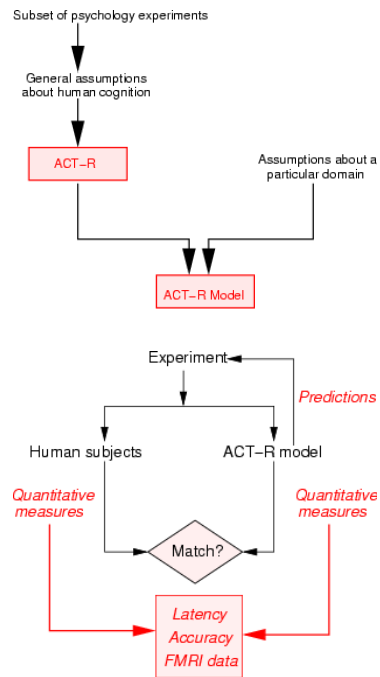 Subset of psychology experiments
General assumptions
about human cognition
ACT−R
Assumptions about a
particular domain
ACT−R Model
Experiment
Predictions
Human subjects
ACT−R model
Quantitative
measures
Quantitative
measures
Match?
Latency
Accuracy
FMRI data